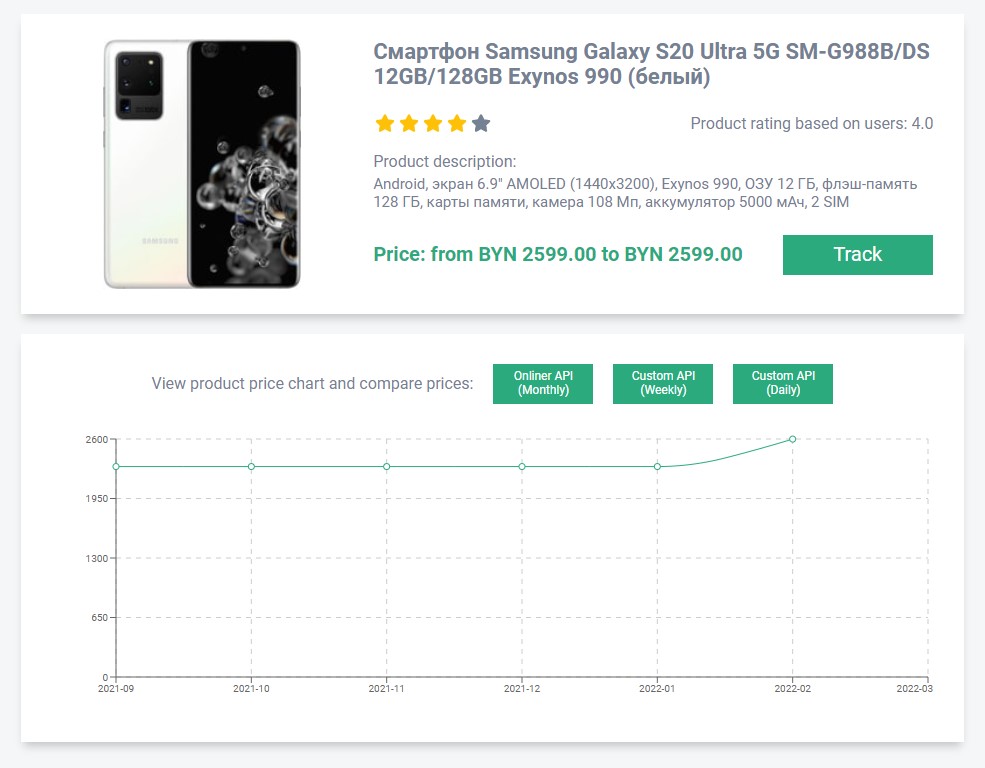 Смартфон Samsung Galaxy S20 Ultra 5G SM-G988B/DS
12GB/128GB Exynos 990 (белый)
Product rating based on users: 4.0
Product description:
Android, экран 6.9" AMOLED (1440x3200), Exynos 990, ОЗУ 12 ГБ, флэш-память
128 ГБ, карты памяти, камера 108 Мп, аккумулятор 5000 мАч, 2 SIM
SAMSUNG
Price: from BYN 2599.00 to BYN 2599.00
Track
View product price chart and compare prices:
Onliner API
(Monthly)
Custom API
(Weekly)
Custom API
(Daily)
2600
1950
1300
650
0
2021-09
2021-10
2021-11
2021-12
2022-01
2022-02
2022-03